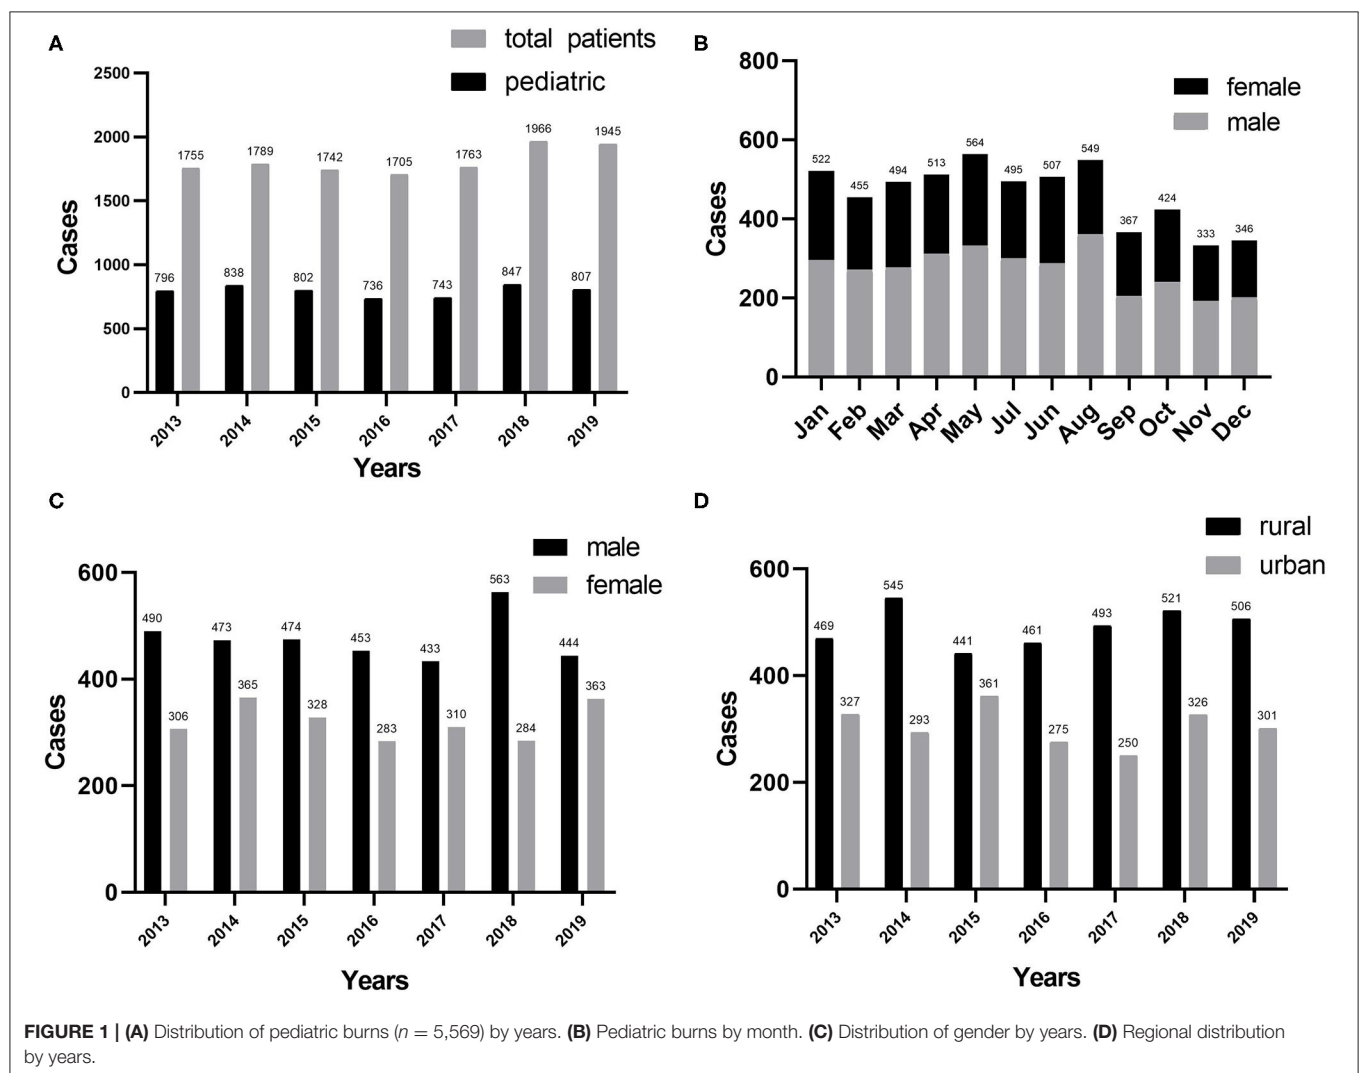 A
total patients
pediatric
2500
2000
1500
1000
500
0
Cases
796 1755
838 1789
802 1742
736 1705
743 1763
847 1966
807 1945
2013 2014 2015 2016 2017 2018 2019
Years
B
female
male
800
600
400
200
0
Cases
522 455 494 513 564 495 507 549 367 424 333 346
Jan Feb Mar Apr May Jul Jun Aug Sep Oct Nov Dec
C
male
female
600
400
200
0
Cases
490 306
473 365
474 328
453 283
433 310
563 284
444 363
2013 2014 2015 2016 2017 2018 2019
Years
D
rural
urban
600
400
200
0
Cases
469 327
545 293
441 361
461 275
493 250
521 326
506 301
2013 2014 2015 2016 2017 2018 2019
Years
FIGURE 1 | (A) Distribution of pediatric burns (n = 5,569) by years. (B) Pediatric burns by month. (C) Distribution of gender by years. (D) Regional distribution
by years.